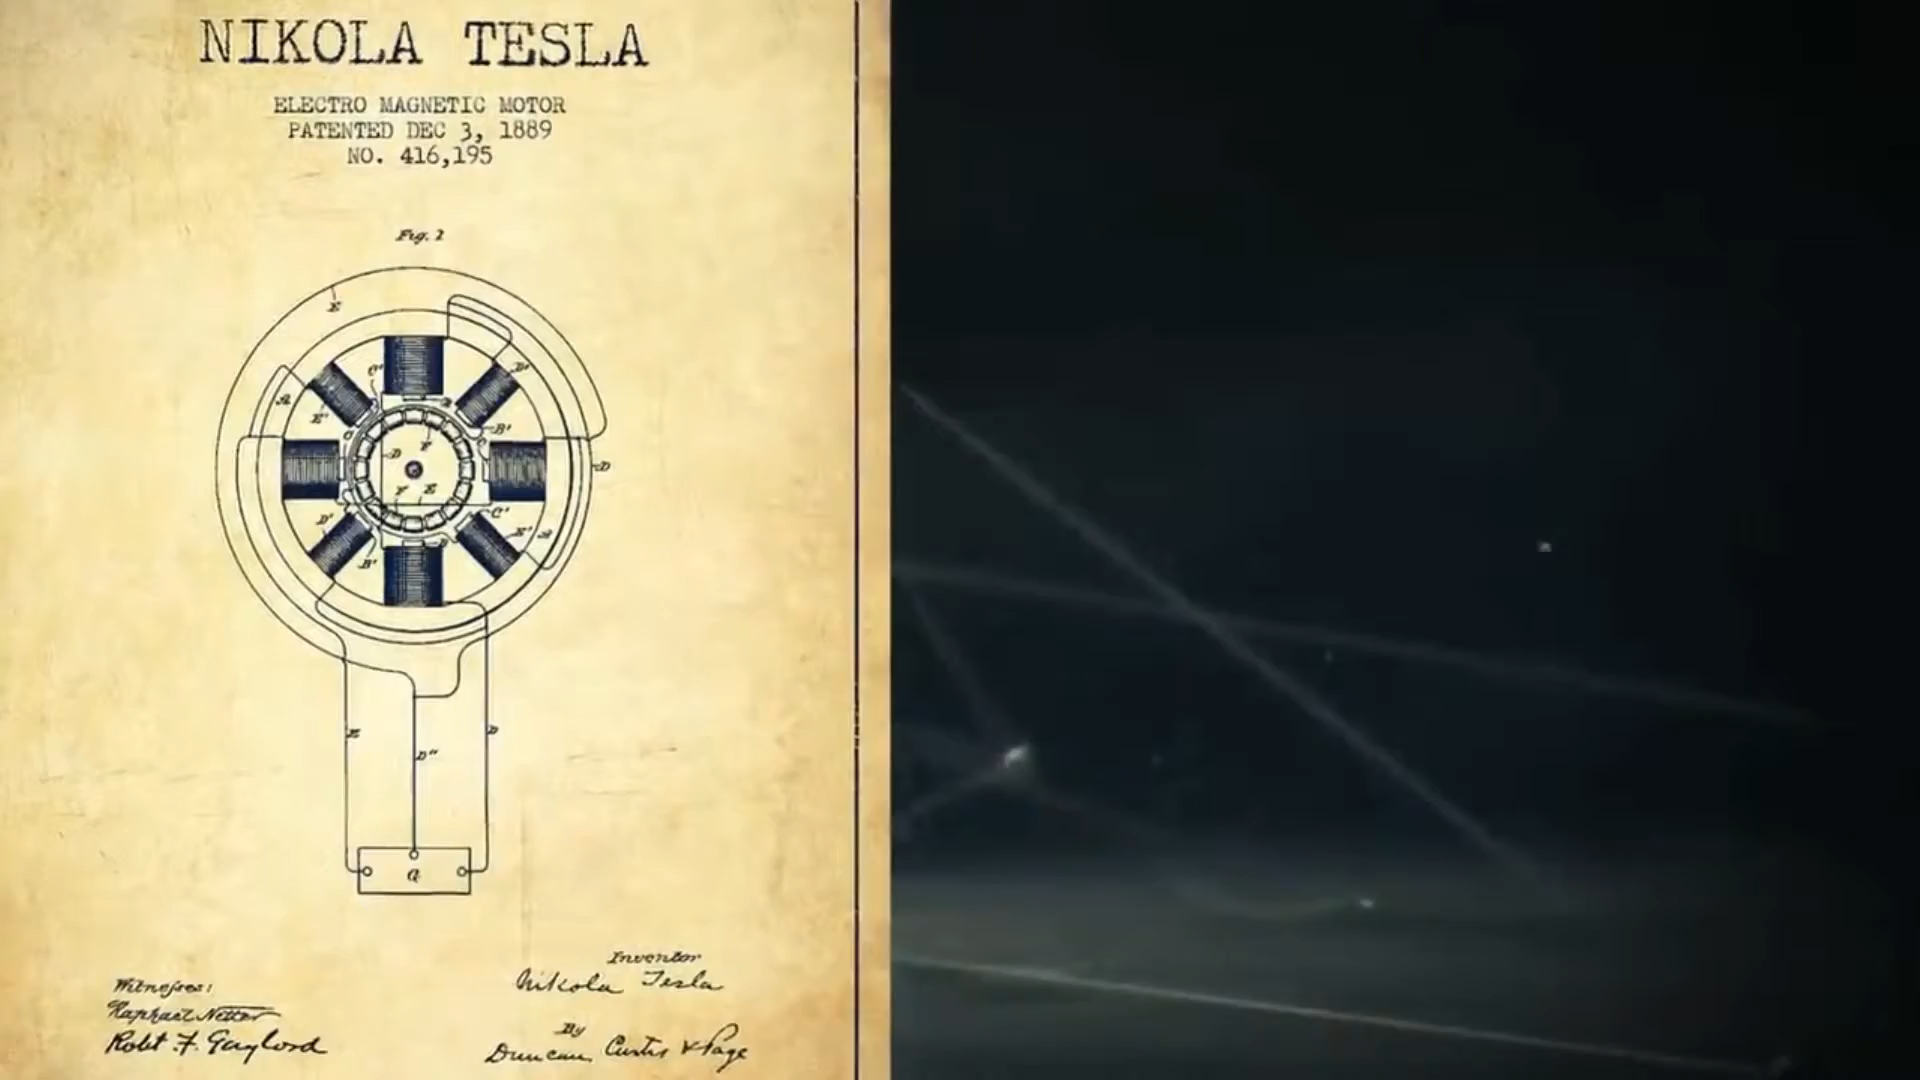 NIKOLA TESLA
ELECTRO MAGNETIC MOTOR
PATENTED DEC 3, 1889
NO. 416,195
Fig. 1
E
C'
D'
A
E'
B'
C
F
D
D
F E
D'
C'
E'
A
B'
E
D
D"
a
Inventor
Nikola Tesla
Witnesses:
Raphael Netter
Robt F. Gaylord
By
Duncan, Curtis & Page